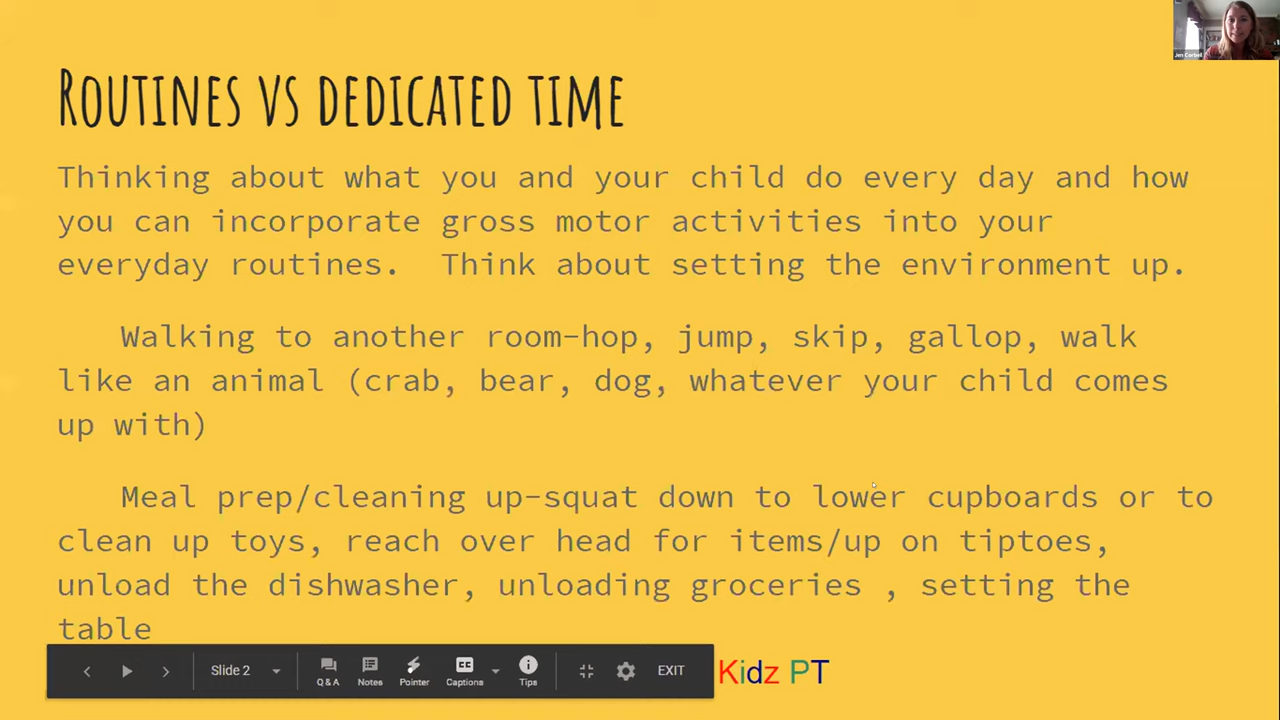 Jen Corbell
Routines vs dedicated time
Thinking about what you and your child do every day and how
you can incorporate gross motor activities into your
everyday routines.  Think about setting the environment up.
Walking to another room-hop, jump, skip, gallop, walk
like an animal (crab, bear, dog, whatever your child comes
up with)
Meal prep/cleaning up-squat down to lower cupboards or to
clean up toys, reach over head for items/up on tiptoes,
unload the dishwasher, unloading groceries , setting the
table
Slide 2
Q&A
Notes
Pointer
CC
Captions
Tips
EXIT
Kidz PT